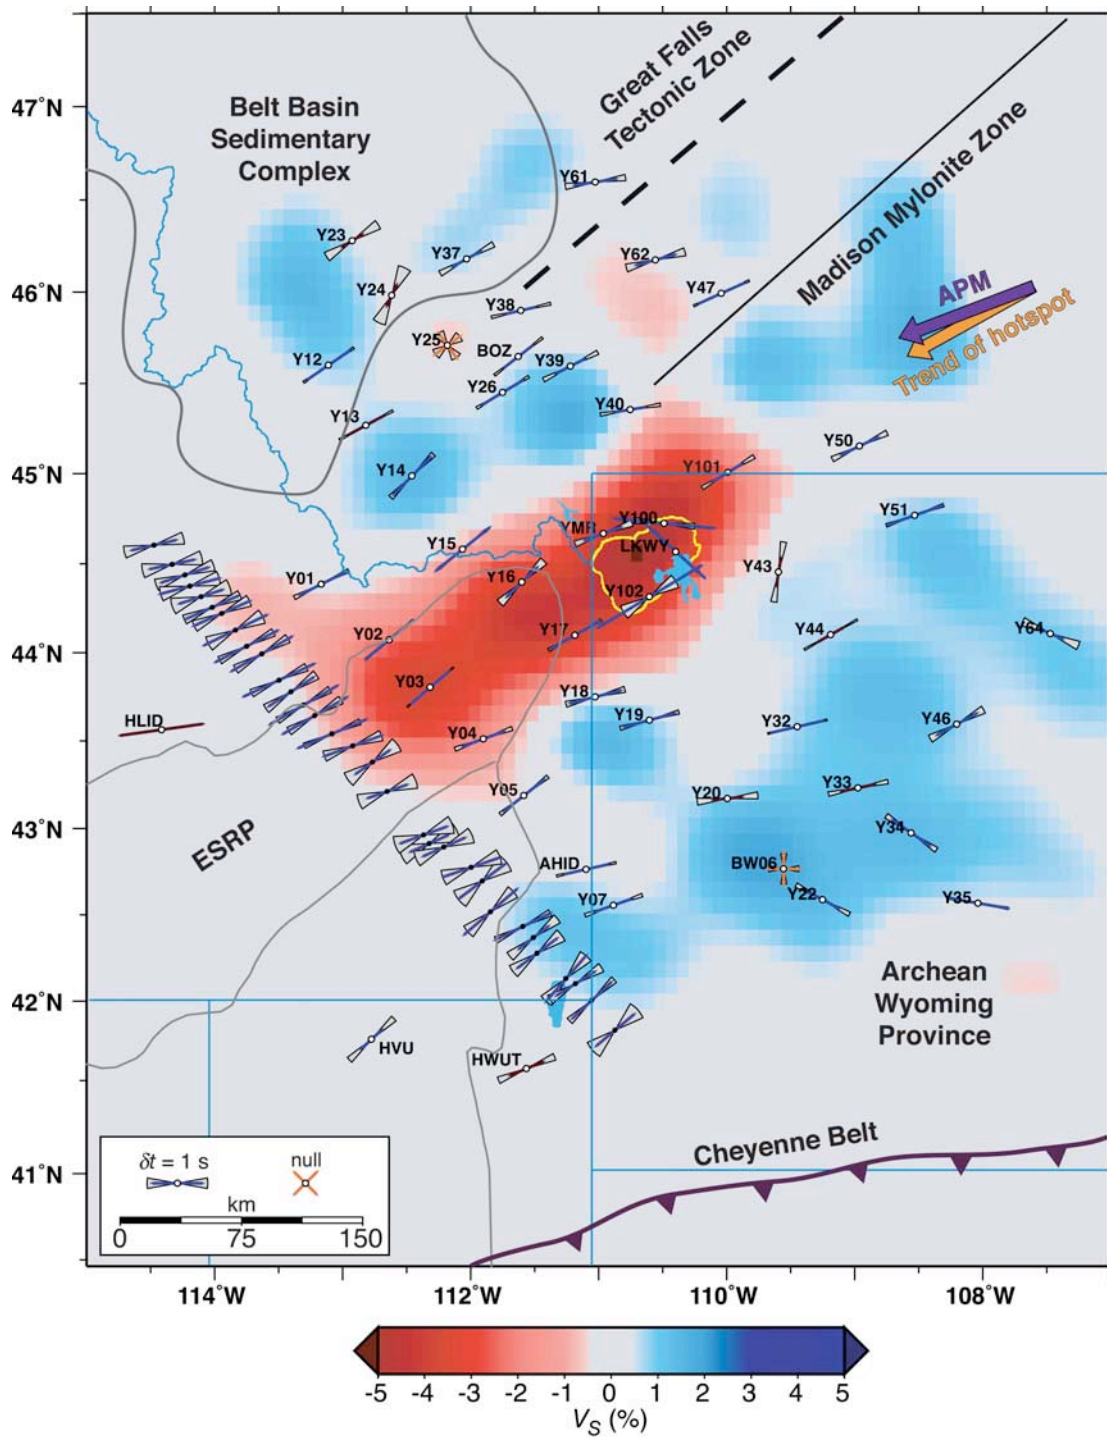 Great Falls
Tectonic Zone
47°N
Belt Basin
Sedimentary
Complex
Madison Mylonite Zone
Y61
Y23
Y37
Y62
Y24
Y47
APM
46°N
Y38
Trend of hotspot
Y25
BOZ
Y12
Y39
Y26
Y40
Y13
Y50
45°N
Y14
Y101
Y51
Y100
YMR
Y15
LKWY
Y43
Y01
Y16
Y102
Y64
44°N
Y02
Y17
Y44
Y03
Y18
HLID
Y19
Y32
Y46
Y04
Y05
Y20
Y33
43°N
ESRP
Y34
AHID
BW06
Y07
Y22
Y35
42°N
Archean
Wyoming
Province
HVU
HWUT
Cheyenne Belt
δt = 1 s
null
41°N
km
0 75 150
114°W 112°W 110°W 108°W
-5 -4 -3 -2 -1 0 1 2 3 4 5
V_S (%)